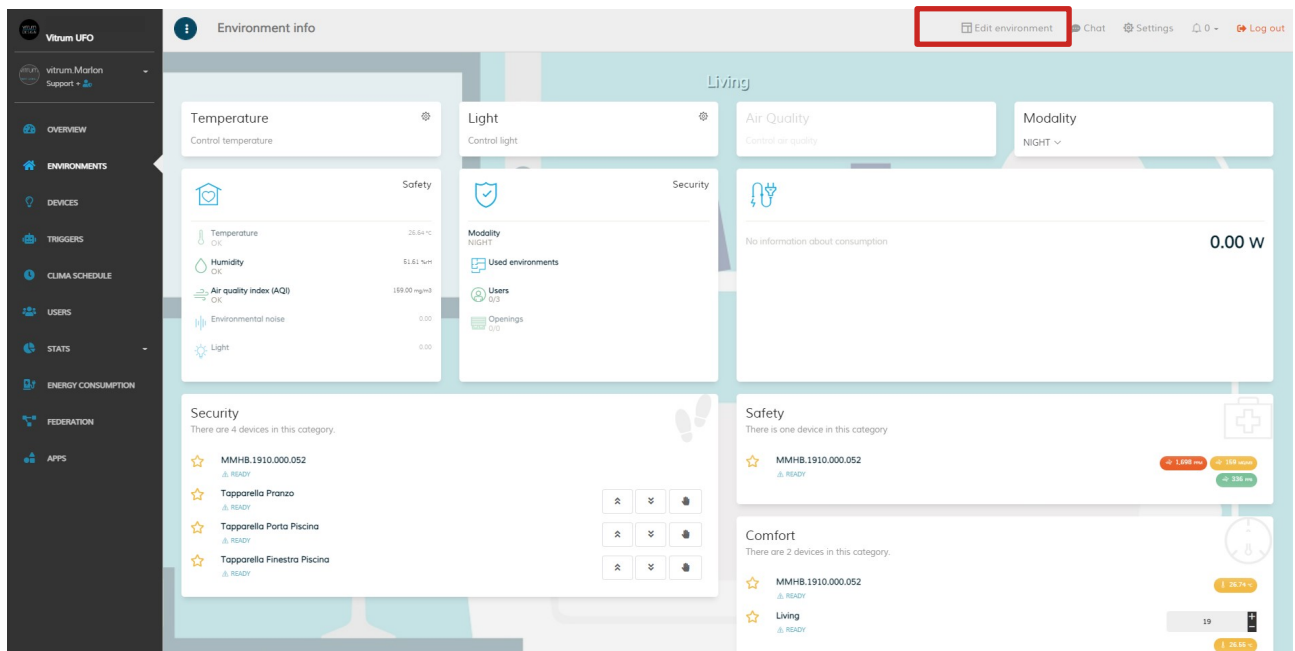 Vitrum UFO
Environment info
Edit environment
Chat
Settings
0
Log out
vitrum.Marlon
Support +
OVERVIEW
ENVIRONMENTS
DEVICES
TRIGGERS
CLIMA SCHEDULE
USERS
STATS
ENERGY CONSUMPTION
FEDERATION
APPS
Living
Temperature
Control temperature
Light
Control light
Air Quality
Control air quality
Modality
NIGHT
Safety
Temperature 26.64 °C
OK
Humidity 51.61 %rH
OK
Air quality index (AQI) 159.00 mg/m3
OK
Environmental noise 0.00
Light 0.00
Security
Modality
NIGHT
Used environments
Users
0/3
Openings
0/0
No information about consumption
0.00 W
Security
There are 4 devices in this category.
MMHB.1910.000.052
READY
Tapparella Pranzo
READY
Tapparella Porta Piscina
READY
Tapparella Finestra Piscina
READY
Safety
There is one device in this category
MMHB.1910.000.052
READY
1,698
159
336
Comfort
There are 2 devices in this category.
MMHB.1910.000.052
READY
26.74
Living
READY
19